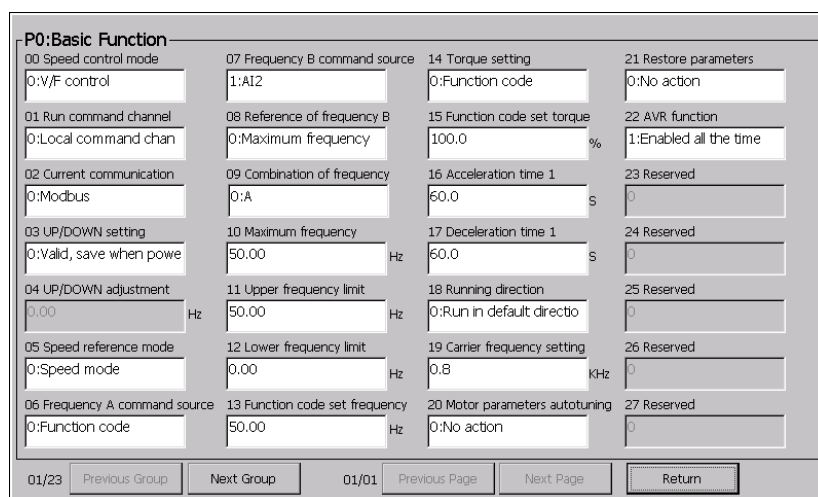 P0:Basic Function
00 Speed control mode
0:V/F control
01 Run command channel
0:Local command chan
02 Current communication
0:Modbus
03 UP/DOWN setting
0:Valid, save when powe
04 UP/DOWN adjustment
0.00 Hz
05 Speed reference mode
0:Speed mode
06 Frequency A command source
0:Function code
07 Frequency B command source
1:AI2
08 Reference of frequency B
0:Maximum frequency
09 Combination of frequency
0:A
10 Maximum frequency
50.00 Hz
11 Upper frequency limit
50.00 Hz
12 Lower frequency limit
0.00 Hz
13 Function code set frequency
50.00 Hz
14 Torque setting
0:Function code
15 Function code set torque
100.0 %
16 Acceleration time 1
60.0 S
17 Deceleration time 1
60.0 S
18 Running direction
0:Run in default directio
19 Carrier frequency setting
0.8 KHz
20 Motor parameters autotuning
0:No action
21 Restore parameters
0:No action
22 AVR function
1:Enabled all the time
23 Reserved
0
24 Reserved
0
25 Reserved
0
26 Reserved
0
27 Reserved
0
01/23 Previous Group Next Group 01/01 Previous Page Next Page Return